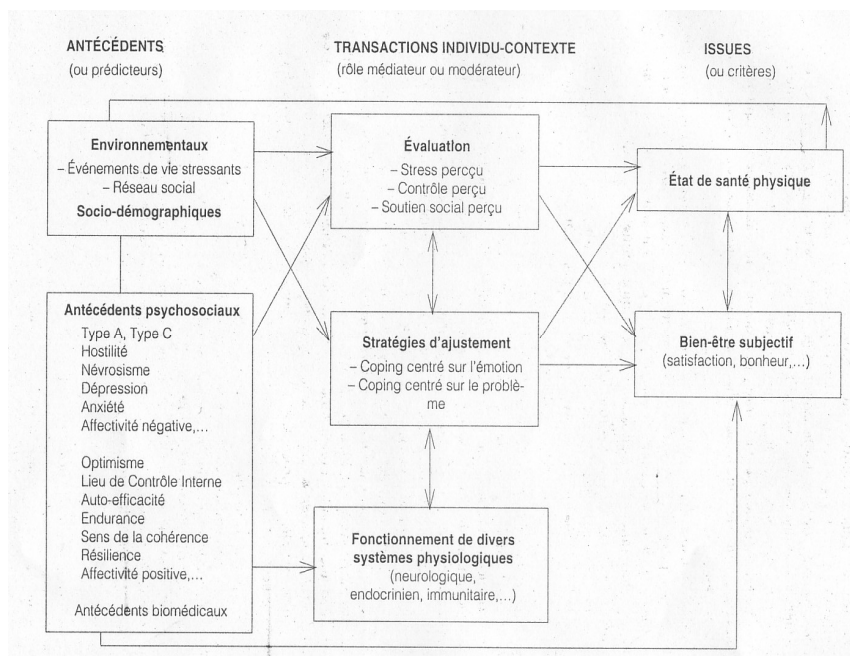 ANTÉCÉDENTS
(ou prédicteurs)
TRANSACTIONS INDIVIDU-CONTEXTE
(rôle médiateur ou modérateur)
ISSUES
(ou critères)
Environnementaux
– Événements de vie stressants
– Réseau social
Socio-démographiques
Évaluation
– Stress percçu
– Contrôle perçu
– Soutien social perçu
État de santé physique
Antécédents psychosociaux
Type A, Type C
Hostilité
Névrosisme
Dépression
Anxiété
Affectivité négative,...
Optimisme
Lieu de Contrôle Interne
Auto-efficacité
Endurance
Sens de la cohérence
Résilience
Affectivité positive,...
Antécédents biomédicaux
Stratégies d'ajustement
– Coping centré sur l'émotion
– Coping centré sur le problè-
me
Bien-être subjectif
(satisfaction, bonheur,...)
Fonctionnement de divers
systèmes physiologiques
(neurologique,
endocrinien, immunitaire,...)